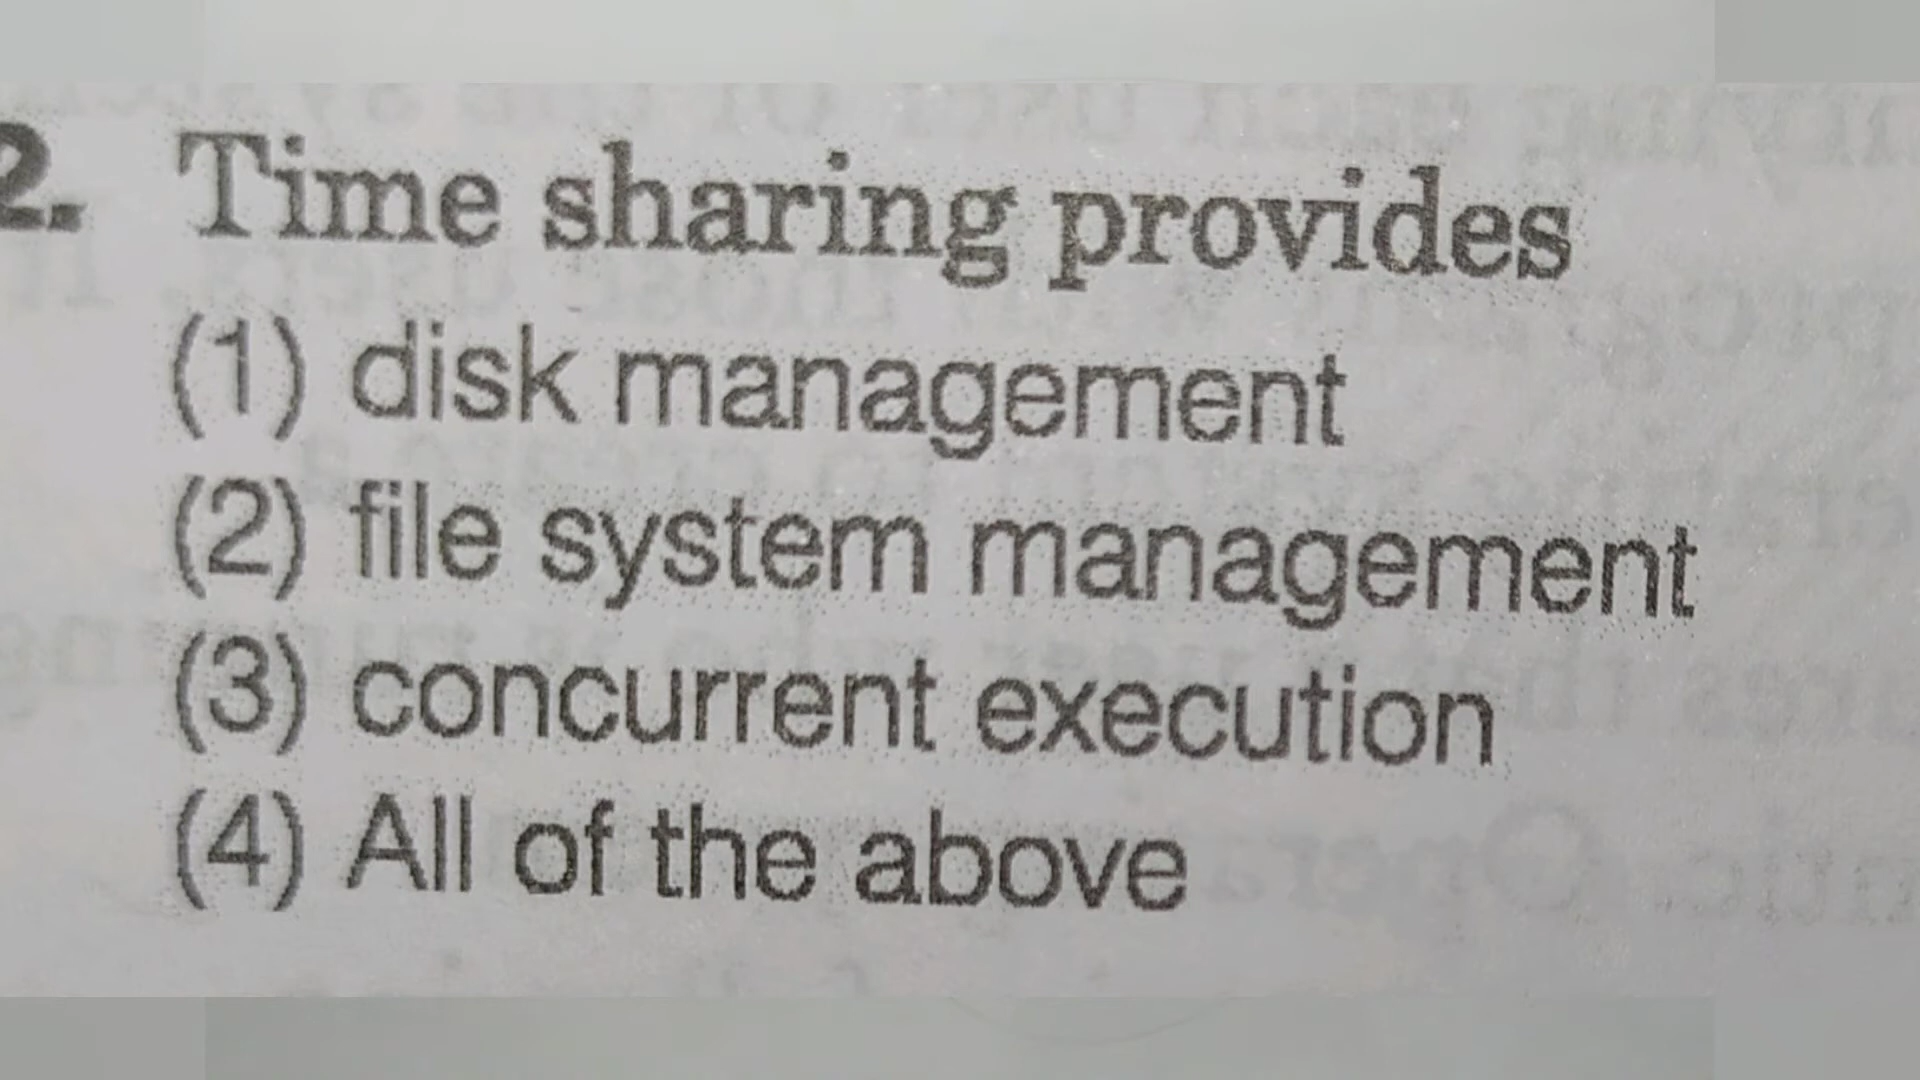 2. Time sharing provides
(1) disk management
(2) file system management
(3) concurrent execution
(4) All of the above